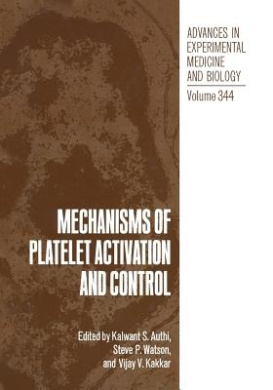 ADVANCES IN
EXPERIMENTAL
MEDICINE
AND BIOLOGY
Volume 344
MECHANISMS OF
PLATELET ACTIVATION
AND CONTROL
Edited by Kalwant S. Authi,
Steve P. Watson,
and Vijay V. Kakkar